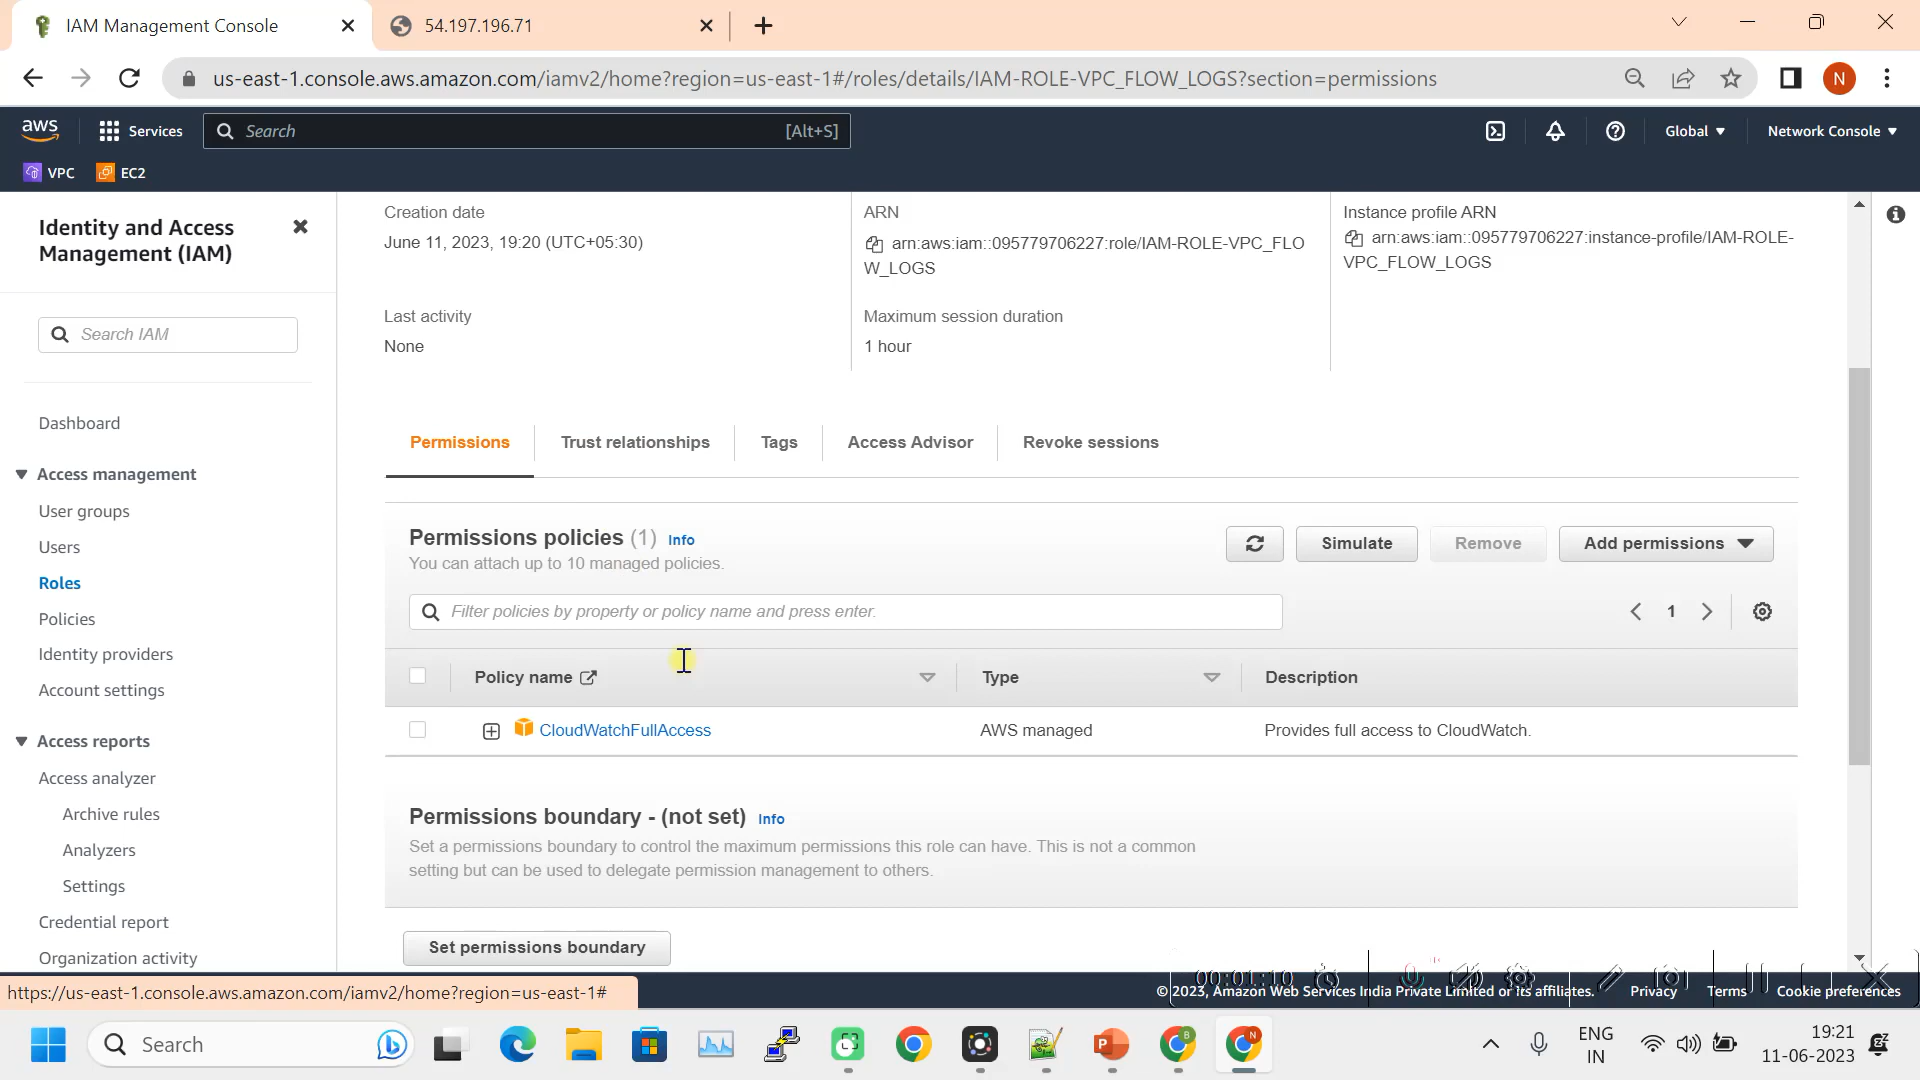 IAM Management Console
54.197.196.71
us-east-1.console.aws.amazon.com/iamv2/home?region=us-east-1#/roles/details/IAM-ROLE-VPC_FLOW_LOGS?section=permissions
N
aws
Services
Search
[Alt+S]
Global
Network Console
VPC
EC2
Identity and Access
Management (IAM)
Search IAM
Dashboard
Access management
User groups
Users
Roles
Policies
Identity providers
Account settings
Access reports
Access analyzer
Archive rules
Analyzers
Settings
Credential report
Organization activity
Creation date
June 11, 2023, 19:20 (UTC+05:30)
ARN
arn:aws:iam::095779706227:role/IAM-ROLE-VPC_FLO
W_LOGS
Instance profile ARN
arn:aws:iam::095779706227:instance-profile/IAM-ROLE-
VPC_FLOW_LOGS
Last activity
None
Maximum session duration
1 hour
Permissions
Trust relationships
Tags
Access Advisor
Revoke sessions
Permissions policies (1) Info
You can attach up to 10 managed policies.
Simulate
Remove
Add permissions
Filter policies by property or policy name and press enter.
1
Policy name
Type
Description
CloudWatchFullAccess
AWS managed
Provides full access to CloudWatch.
Permissions boundary - (not set) Info
Set a permissions boundary to control the maximum permissions this role can have. This is not a common
setting but can be used to delegate permission management to others.
Set permissions boundary
00:01:10
https://us-east-1.console.aws.amazon.com/iamv2/home?region=us-east-1#
© 2023, Amazon Web Services India Private Limited or its affiliates.
Privacy
Terms
Cookie preferences
Search
B
N
ENG
IN
19:21
11-06-2023